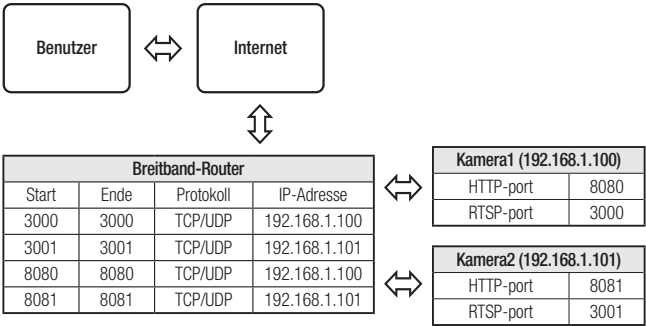 Benutzer
Internet
Breitband-Router
Start Ende Protokoll IP-Adresse
3000 3000 TCP/UDP 192.168.1.100
3001 3001 TCP/UDP 192.168.1.101
8080 8080 TCP/UDP 192.168.1.100
8081 8081 TCP/UDP 192.168.1.101
Kamera1 (192.168.1.100)
HTTP-port 8080
RTSP-port 3000
Kamera2 (192.168.1.101)
HTTP-port 8081
RTSP-port 3001